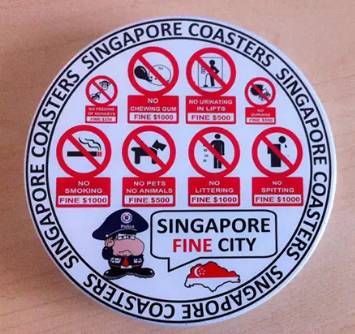 SINGAPORE COASTERS SINGAPORE COASTERS SINGAPORE COASTERS SINGAPORE COASTERS
NO FEEDING
OF MONKEYS
NO
CHEWING GUM
FINE $1000
NO URINATING
IN LIFTS
FINE $500
NO
DURIANS
NO
SMOKING
FINE $1000
NO PETS
NO ANIMALS
FINE $500
NO
LITTERING
FINE $1000
NO
SPITTING
FINE $1000
POLICE
SINGAPORE
FINE CITY